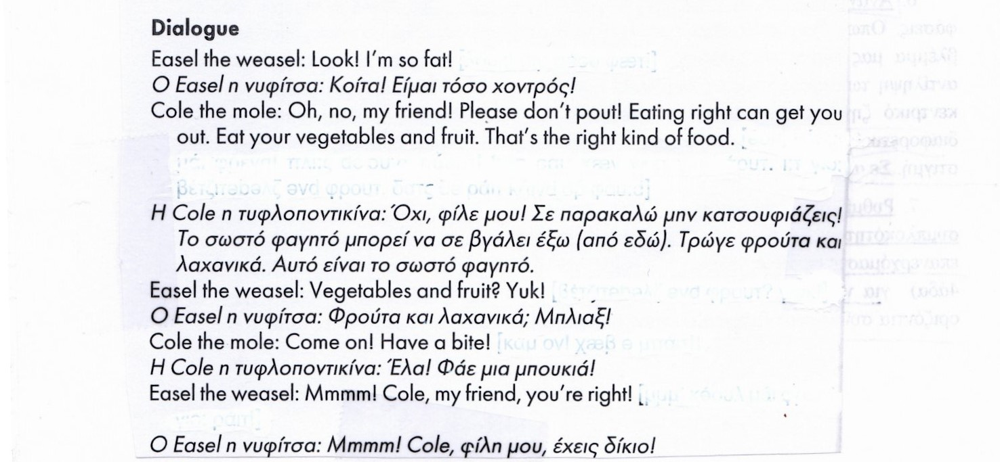 Dialogue
Easel the weasel: Look! I'm so fat!
Ο Easel η νυφίτσα: Κοίτα! Είμαι τόσο χοντρός!
Cole the mole: Oh, no, my friend! Please don't pout! Eating right can get you
out. Eat your vegetables and fruit. That's the right kind of food.
Η Cole η τυφλοποντικίνα: Όχι, φίλε μου! Σε παρακαλώ μην κατσουφιάζεις!
Το σωστό φαγητό μπορεί να σε βγάλει έξω (από εδώ). Τρώγε φρούτα και
λαχανικά. Αυτό είναι το σωστό φαγητό.
Easel the weasel: Vegetables and fruit? Yuk!
Ο Easel η νυφίτσα: Φρούτα και λαχανικά; Μπλιαξ!
Cole the mole: Come on! Have a bite!
Η Cole η τυφλοποντικίνα: Έλα! Φάε μια μπουκιά!
Easel the weasel: Mmmm! Cole, my friend, you're right!
Ο Easel η νυφίτσα: Mmmm! Cole, φίλη μου, έχεις δίκιο!